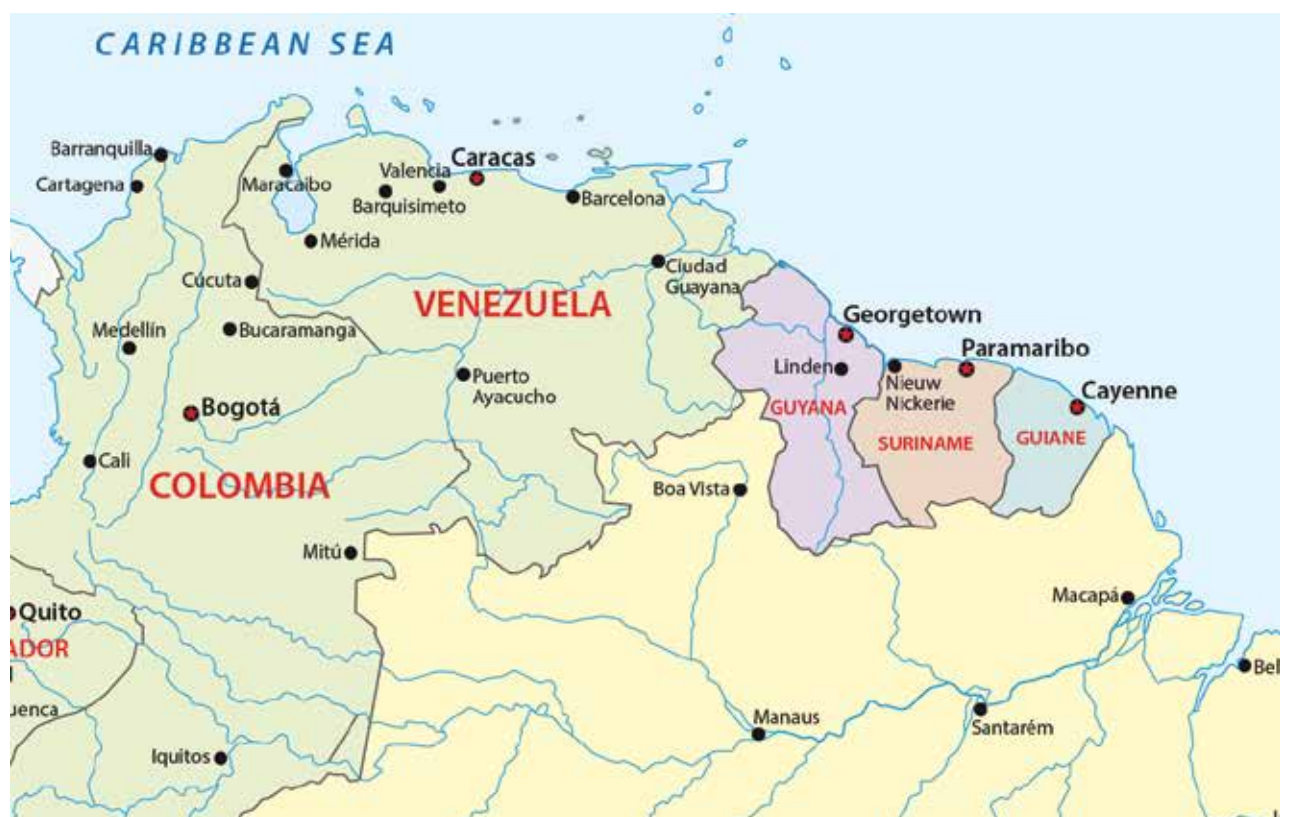 CARIBBEAN SEA
Barranquilla
Cartagena
Maracaibo
Valencia
Caracas
Barquisimeto
Barcelona
Mérida
Cúcuta
Ciudad
Guayana
VENEZUELA
Medellín
Bucaramanga
Georgetown
Paramaribo
Linden
Nieuw
Nickerie
Puerto
Ayacucho
Cayenne
Bogotá
GUYANA
SURINAME
GUIANE
Cali
COLOMBIA
Boa Vista
Mitú
Macapá
Quito
ADOR
Bel
uenca
Manaus
Santarém
Iquitos